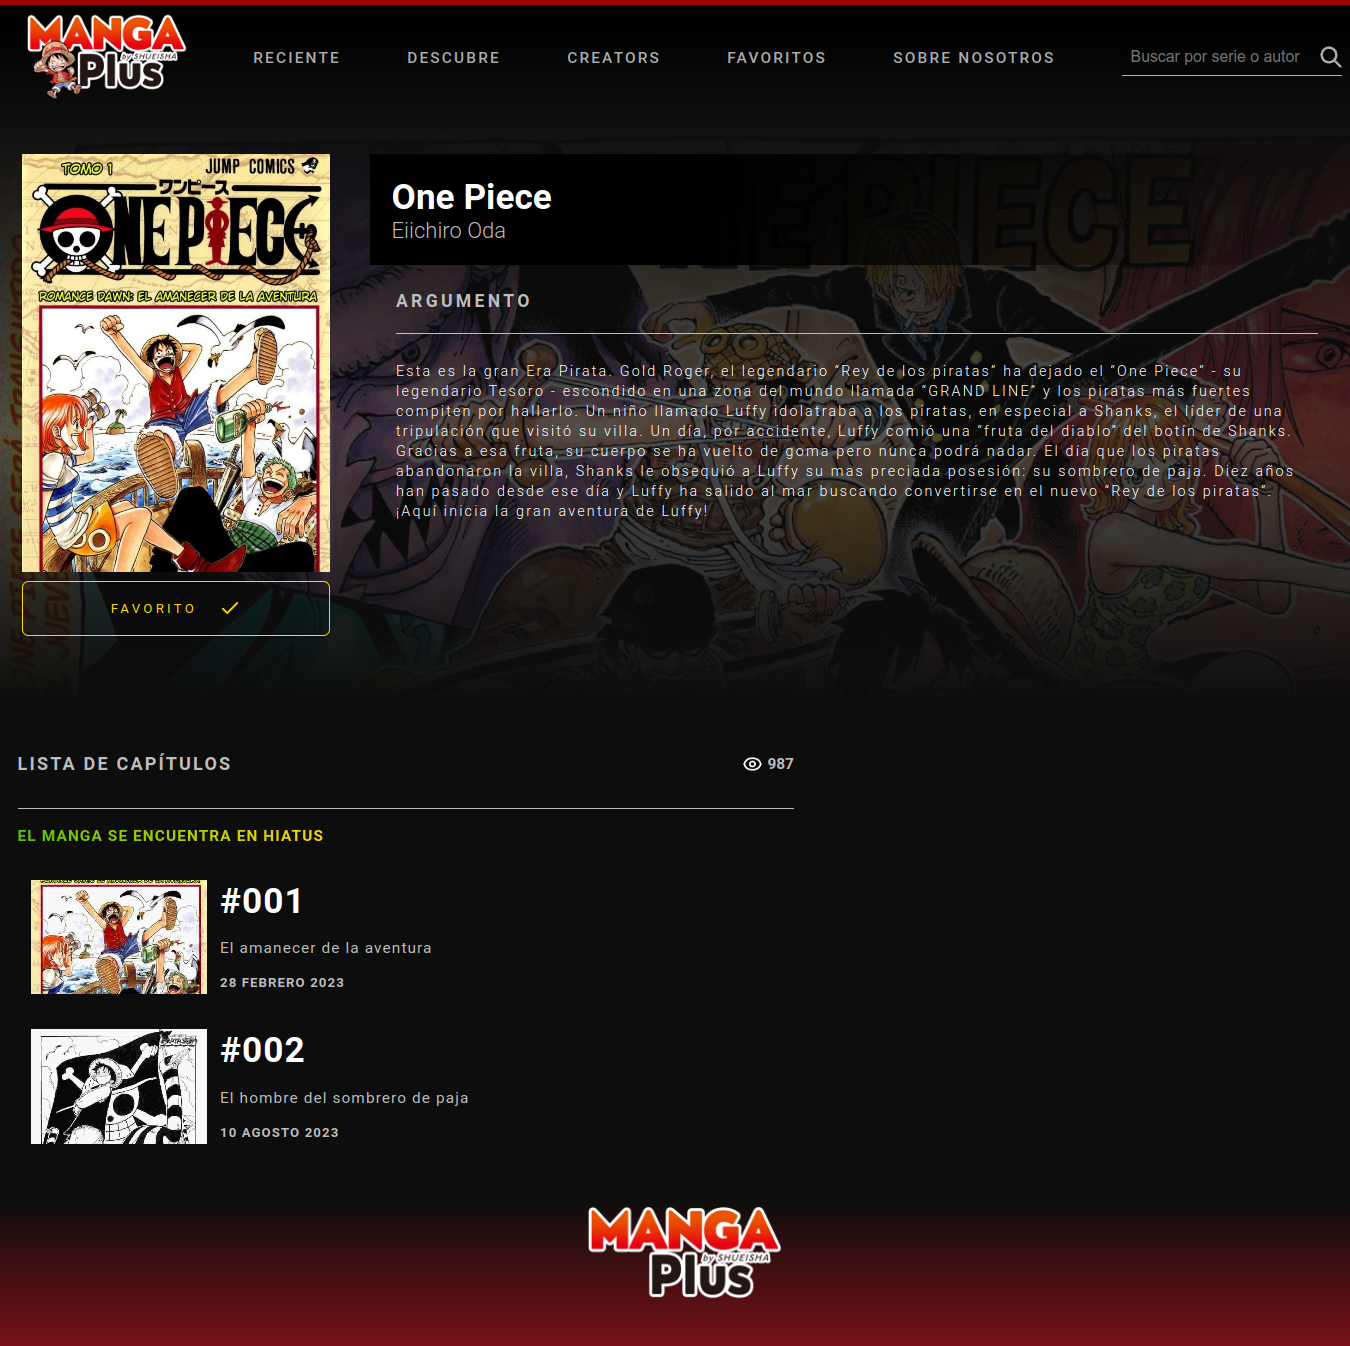 MANGA
by SHUEISHA
Plus
RECIENTE
DESCUBRE
CREATORS
FAVORITOS
SOBRE NOSOTROS
Buscar por serie o autor
TOMO 1
JUMP COMICS
ワンピース
ONE PIECE
ROMANCE DAWN: EL AMANECER DE LA AVENTURA
One Piece
Eiichiro Oda
ARGUMENTO
Esta es la gran Era Pirata. Gold Roger, el legendario “Rey de los piratas” ha dejado el “One Piece” - su
legendario Tesoro - escondido en una zona del mundo llamada “GRAND LINE” y los piratas más fuertes
compiten por hallarlo. Un niño llamado Luffy idolatraba a los piratas, en especial a Shanks, el líder de una
tripulación que visitó su villa. Un día, por accidente, Luffy comió una “fruta del diablo” del botín de Shanks.
Gracias a esa fruta, su cuerpo se ha vuelto de goma pero nunca podrá nadar. El día que los piratas
abandonaron la villa, Shanks le obsequió a Luffy su mas preciada posesión: su sombrero de paja. Diez años
han pasado desde ese día y Luffy ha salido al mar buscando convertirse en el nuevo “Rey de los piratas”.
¡Aquí inicia la gran aventura de Luffy!
FAVORITO
LISTA DE CAPÍTULOS
987
EL MANGA SE ENCUENTRA EN HIATUS
#001
El amanecer de la aventura
28 FEBRERO 2023
#002
El hombre del sombrero de paja
10 AGOSTO 2023
MANGA
by SHUEISHA
Plus